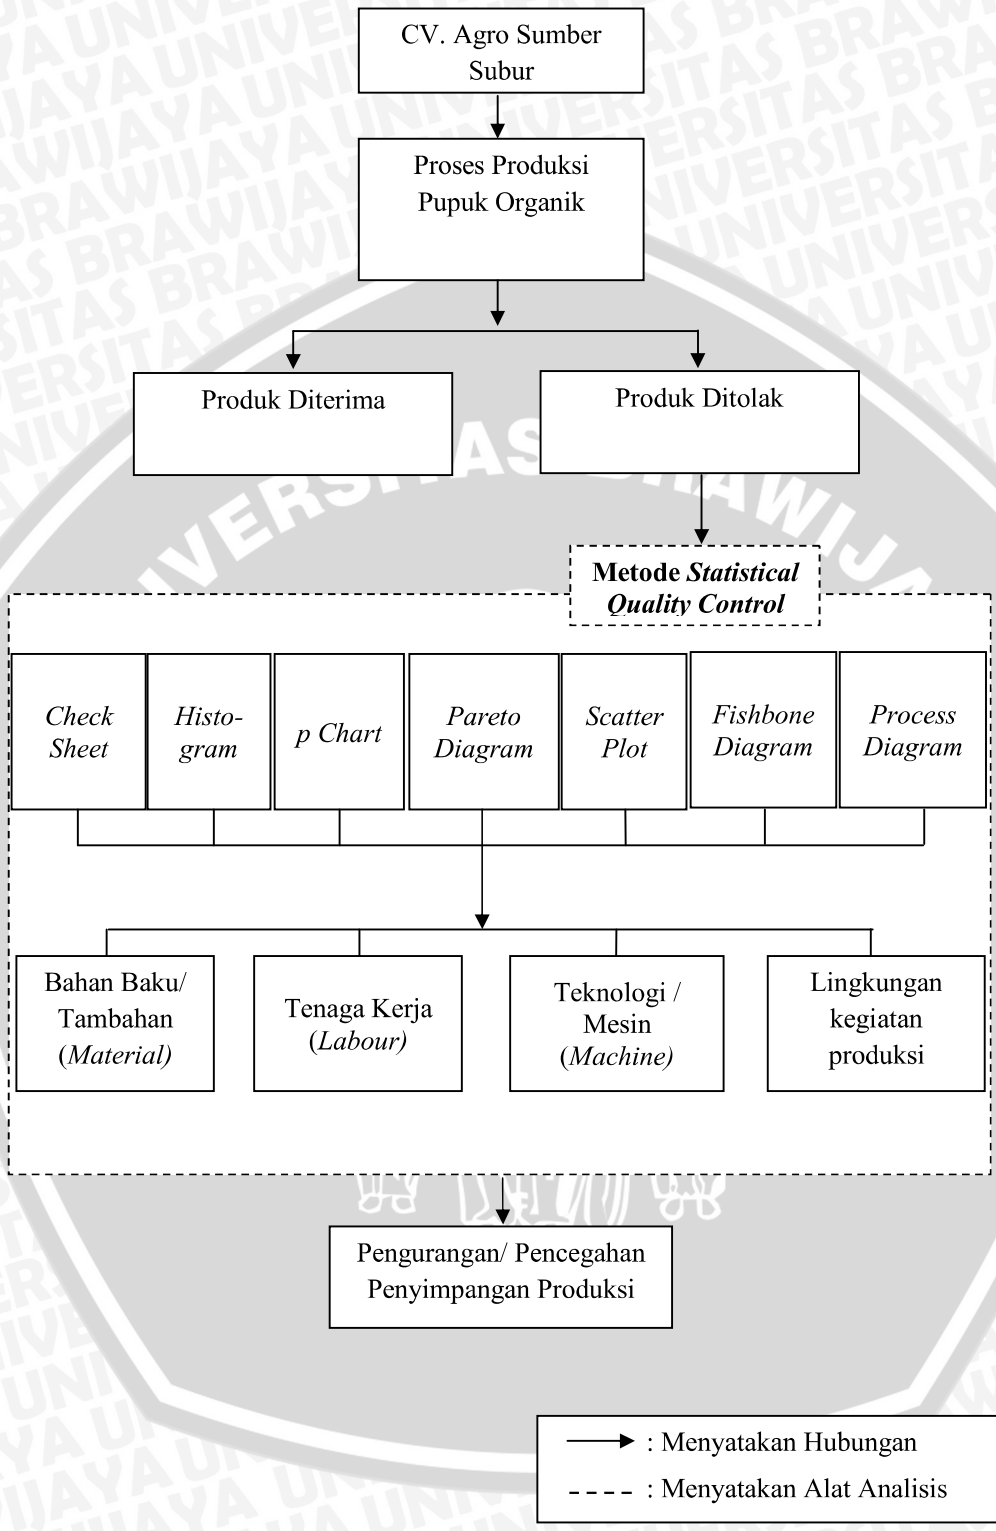 CV. Agro Sumber
Subur
Proses Produksi
Pupuk Organik
Produk Diterima
Produk Ditolak
Metode Statistical
Quality Control
Check
Sheet
Histo-
gram
p Chart
Pareto
Diagram
Scatter
Plot
Fishbone
Diagram
Process
Diagram
Bahan Baku/
Tambahan
(Material)
Tenaga Kerja
(Labour)
Teknologi /
Mesin
(Machine)
Lingkungan
kegiatan
produksi
Pengurangan/ Pencegahan
Penyimpangan Produksi
: Menyatakan Hubungan
: Menyatakan Alat Analisis
UNIVERSITAS BRAWIJAYA